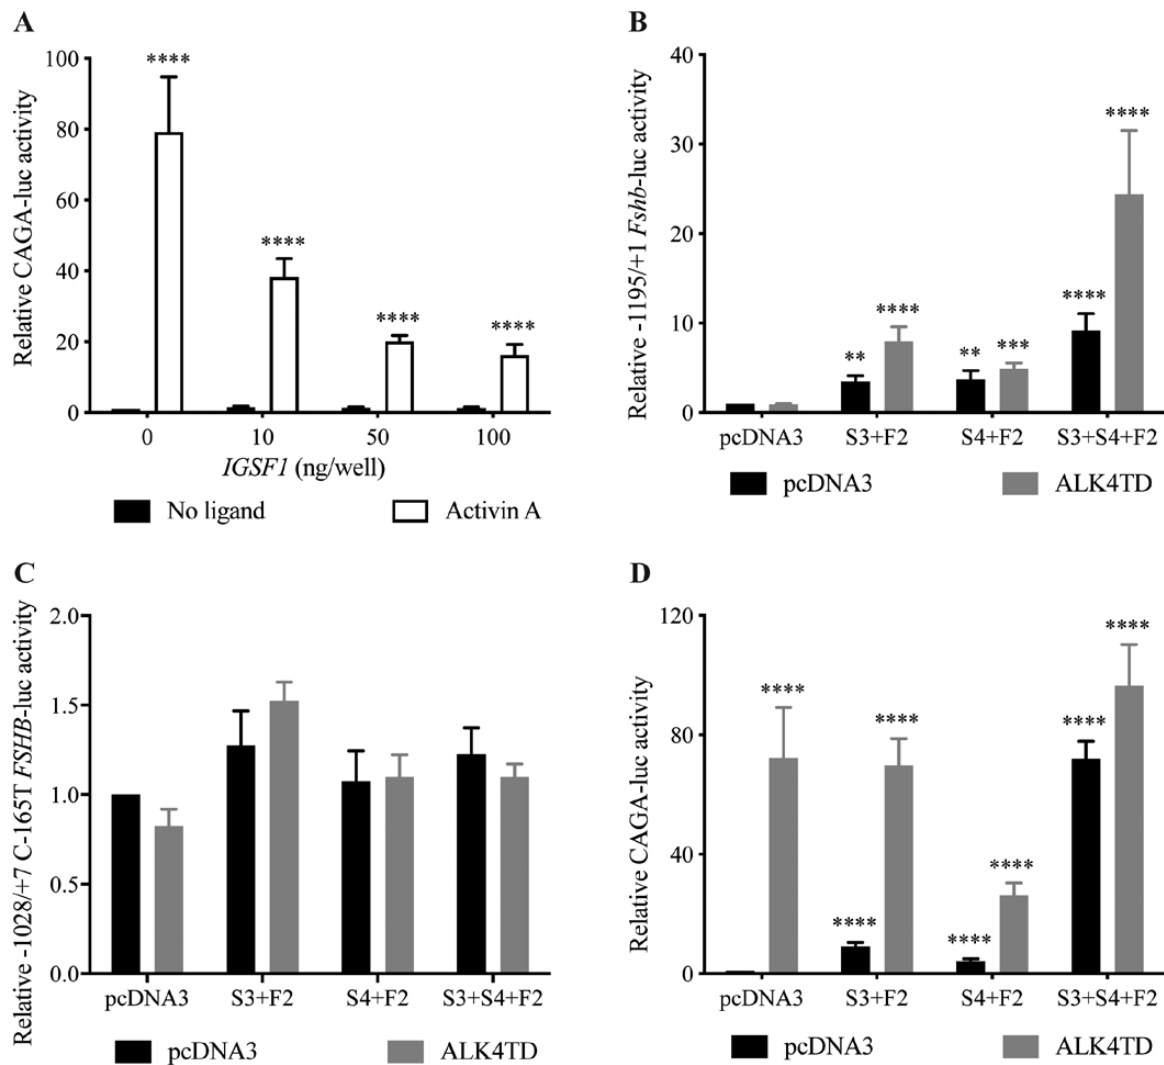 A
Relative CAGA-luc activity
100
80
60
40
20
0
****
****
****
****
0 10 50 100
IGSF1 (ng/well)
No ligand Activin A
B
Relative -1195/+1 Fshb-luc activity
40
30
20
10
0
** ****
** ***
**** ****
pcDNA3 S3+F2 S4+F2 S3+S4+F2
pcDNA3 ALK4TD
C
Relative -1028/+7 C-165T FSHB-luc activity
2.0
1.5
1.0
0.5
0.0
pcDNA3 S3+F2 S4+F2 S3+S4+F2
pcDNA3 ALK4TD
D
Relative CAGA-luc activity
120
80
40
0
****
**** ****
**** ****
**** ****
pcDNA3 S3+F2 S4+F2 S3+S4+F2
pcDNA3 ALK4TD